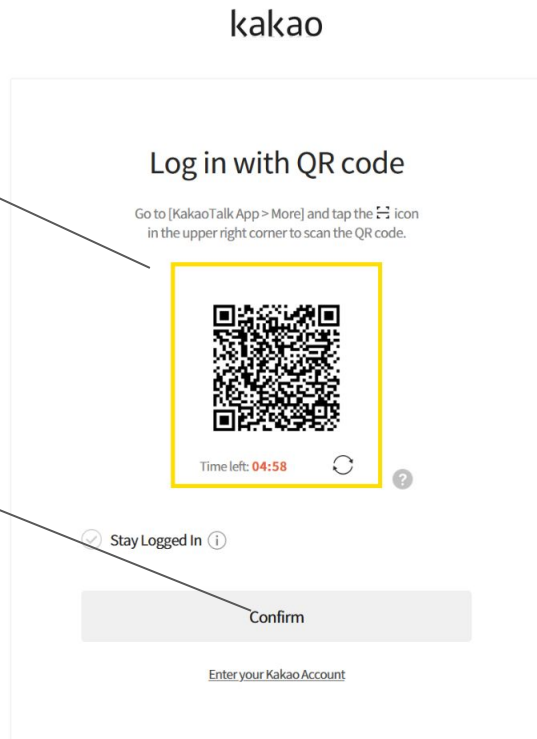 kakao
Log in with QR code
Go to [KakaoTalk App > More] and tap the icon
in the upper right corner to scan the QR code.
Time left: 04:58
?
Stay Logged In i
Confirm
Enter your Kakao Account